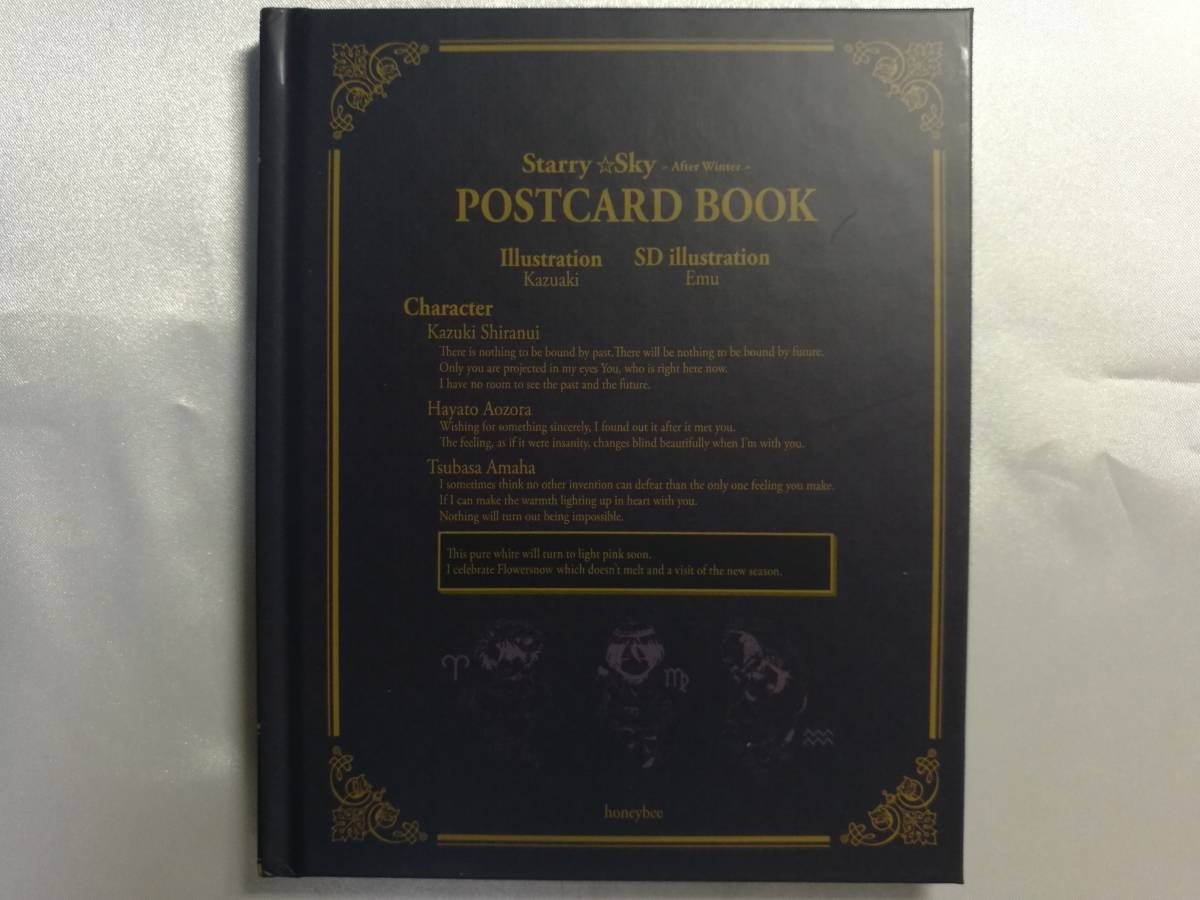 Starry ☆ Sky ~ After Winter ~
POSTCARD BOOK
Illustration SD illustration
Kazuaki Emu
Character
Kazuki Shiranui
There is nothing to be bound by past.There will be nothing to be bound by future.
Only you are projected in my eyes You, who is right here now.
I have no room to see the past and the future.
Hayato Aozora
Wishing for something sincerely, I found out it after it met you.
The feeling, as if it were insanity, changes blind beautifully when I'm with you.
Tsubasa Amaha
I sometimes think no other invention can defeat than the only one feeling you make.
If I can make the warmth lighting up in heart with you.
Nothing will turn out being impossible.
This pure white will turn to light pink soon.
I celebrate Flowersnow which doesn't melt and a visit of the new season.
honeybee